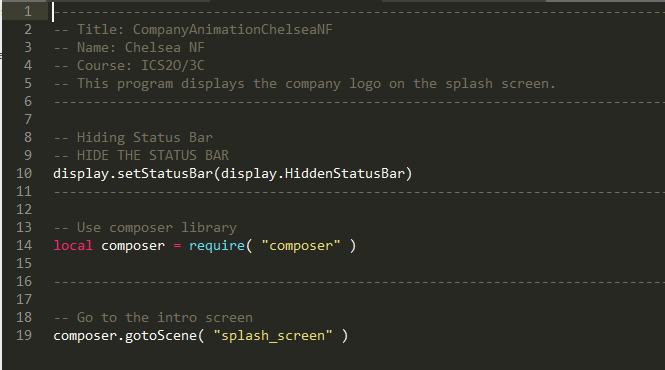 1 -----------------------------------------------------------------------------
2 -- Title: CompanyAnimationChelseaNF
3 -- Name: Chelsea NF
4 -- Course: ICS2O/3C
5 -- This program displays the company logo on the splash screen.
6 -----------------------------------------------------------------------------
7
8 -- Hiding Status Bar
9 -- HIDE THE STATUS BAR
10 display.setStatusBar(display.HiddenStatusBar)
11 -----------------------------------------------------------------------------
12
13 -- Use composer library
14 local composer = require( "composer" )
15
16 -----------------------------------------------------------------------------
17
18 -- Go to the intro screen
19 composer.gotoScene( "splash_screen" )